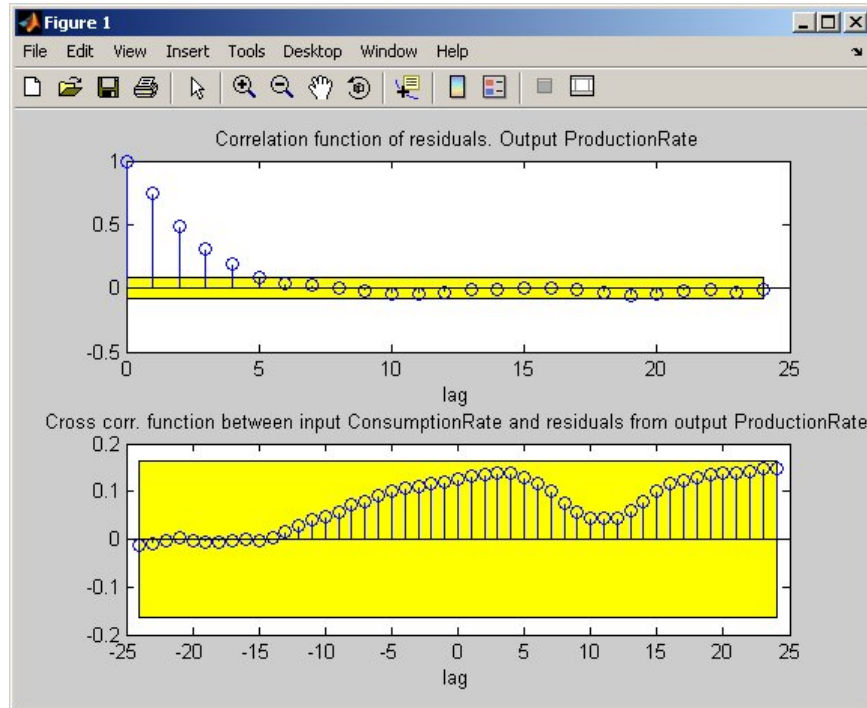 Figure 1
File Edit View Insert Tools Desktop Window Help
Correlation function of residuals. Output ProductionRate
1
0.5
0
-0.5
0 5 10 15 20 25
lag
Cross corr. function between input ConsumptionRate and residuals from output ProductionRate
0.2
0.1
0
-0.1
-0.2
-25 -20 -15 -10 -5 0 5 10 15 20 25
lag